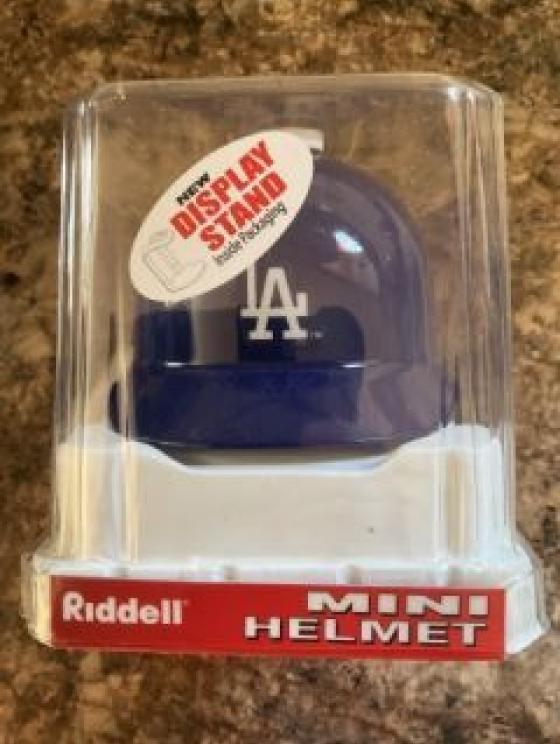 NEW
DISPLAY
STAND
Inside Packaging
LA
Riddell
MINI
HELMET